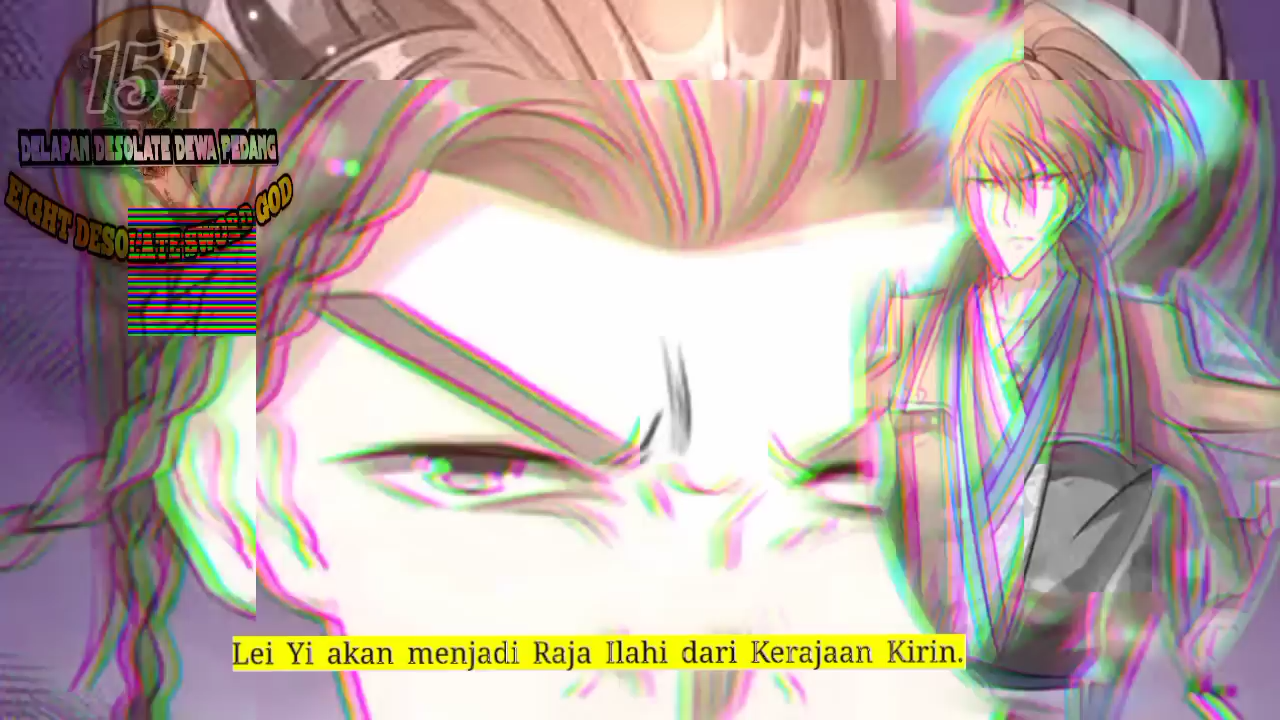 154
DELAPAN DESOLATE DEWA PEDANG
EIGHT DESOLATE SWORD GOD
Lei Yi akan menjadi Raja Ilahi dari Kerajaan Kirin.